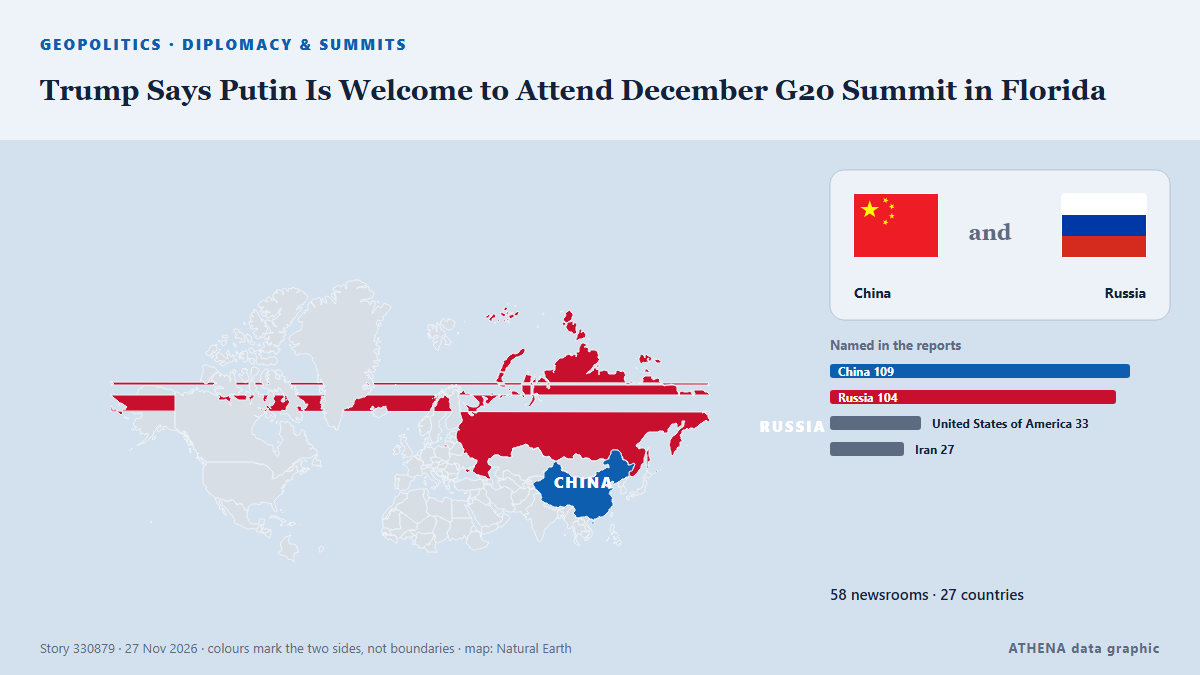 GEOPOLITICS · DIPLOMACY & SUMMITS
Trump Says Putin Is Welcome to Attend December G20 Summit in Florida
and
China
Russia
Named in the reports
China 109
Russia 104
United States of America 33
Iran 27
RUSSIA
CHINA
58 newsrooms · 27 countries
Story 330879 · 27 Nov 2026 · colours mark the two sides, not boundaries · map: Natural Earth
ATHENA data graphic